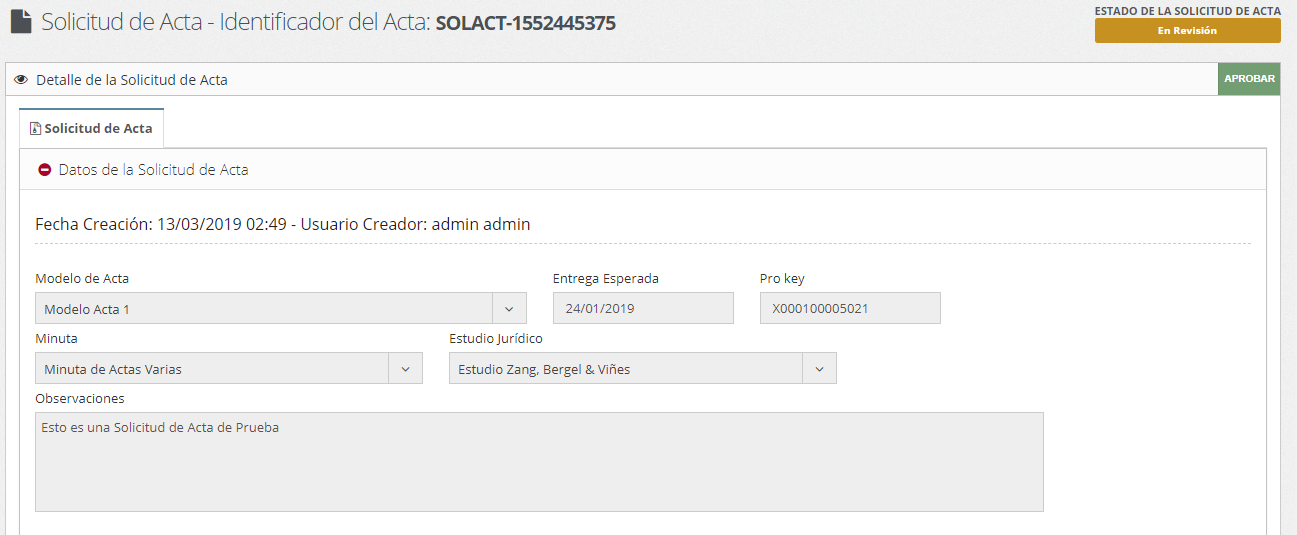 Solicitud de Acta - Identificador del Acta: SOLACT-1552445375
ESTADO DE LA SOLICITUD DE ACTA
En Revisión
Detalle de la Solicitud de Acta
APROBAR
Solicitud de Acta
Datos de la Solicitud de Acta
Fecha Creación: 13/03/2019 02:49 - Usuario Creador: admin admin
Modelo de Acta
Entrega Esperada
Pro key
Modelo Acta 1
24/01/2019
X000100005021
Minuta
Estudio Jurídico
Minuta de Actas Varias
Estudio Zang, Bergel & Viñes
Observaciones
Esto es una Solicitud de Acta de Prueba